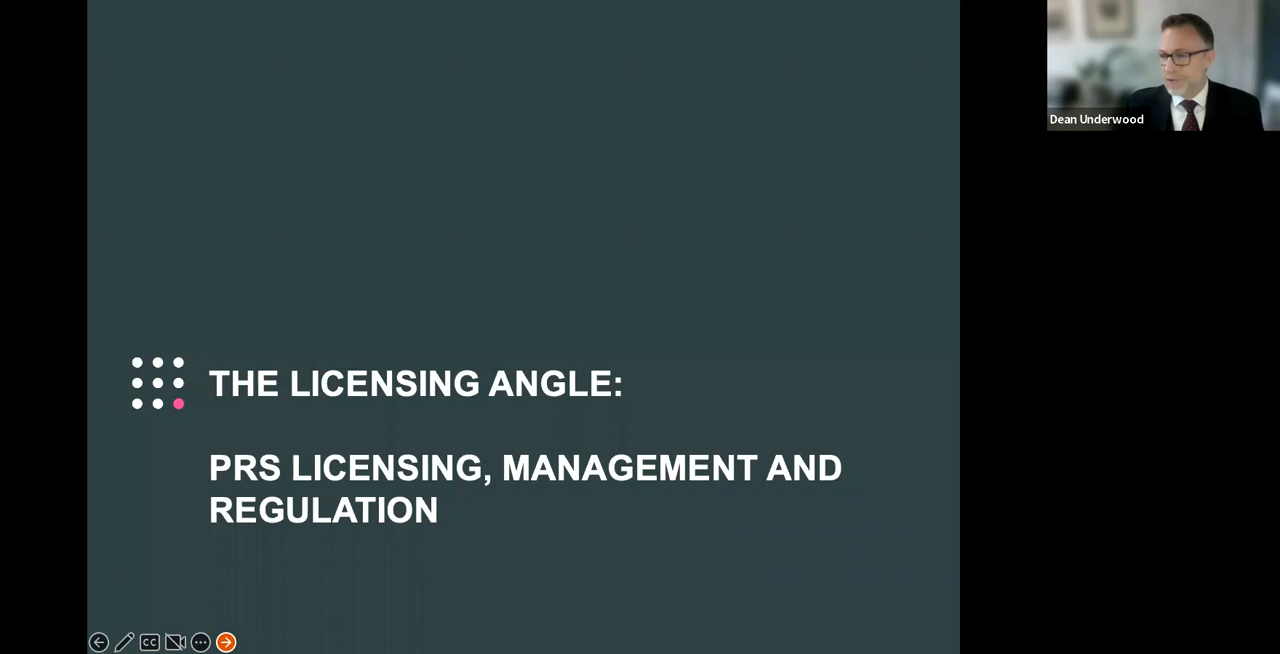 Dean Underwood
THE LICENSING ANGLE:
PRS LICENSING, MANAGEMENT AND
REGULATION
CC